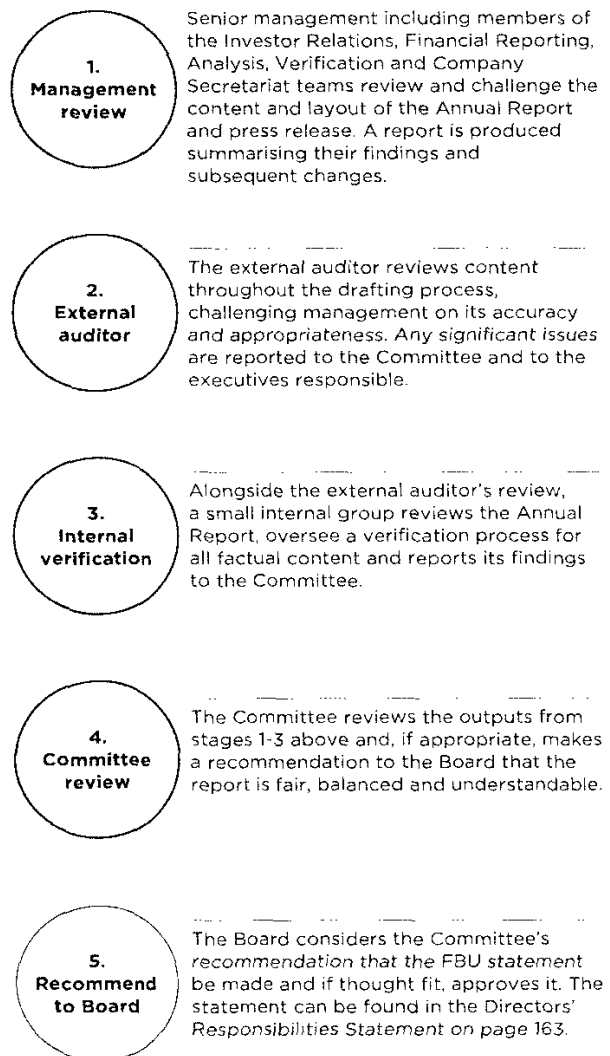 1.
Management
review
Senior management including members of
the Investor Relations, Financial Reporting,
Analysis, Verification and Company
Secretariat teams review and challenge the
content and layout of the Annual Report
and press release. A report is produced
summarising their findings and
subsequent changes.
2.
External
auditor
The external auditor reviews content
throughout the drafting process,
challenging management on its accuracy
and appropriateness. Any significant issues
are reported to the Committee and to the
executives responsible.
3.
Internal
verification
Alongside the external auditor's review,
a small internal group reviews the Annual
Report, oversee a verification process for
all factual content and reports its findings
to the Committee.
4.
Committee
review
The Committee reviews the outputs from
stages 1-3 above and, if appropriate, makes
a recommendation to the Board that the
report is fair, balanced and understandable.
5.
Recommend
to Board
The Board considers the Committee's
recommendation that the FBU statement
be made and if thought fit, approves it. The
statement can be found in the Directors'
Responsibilities Statement on page 163.